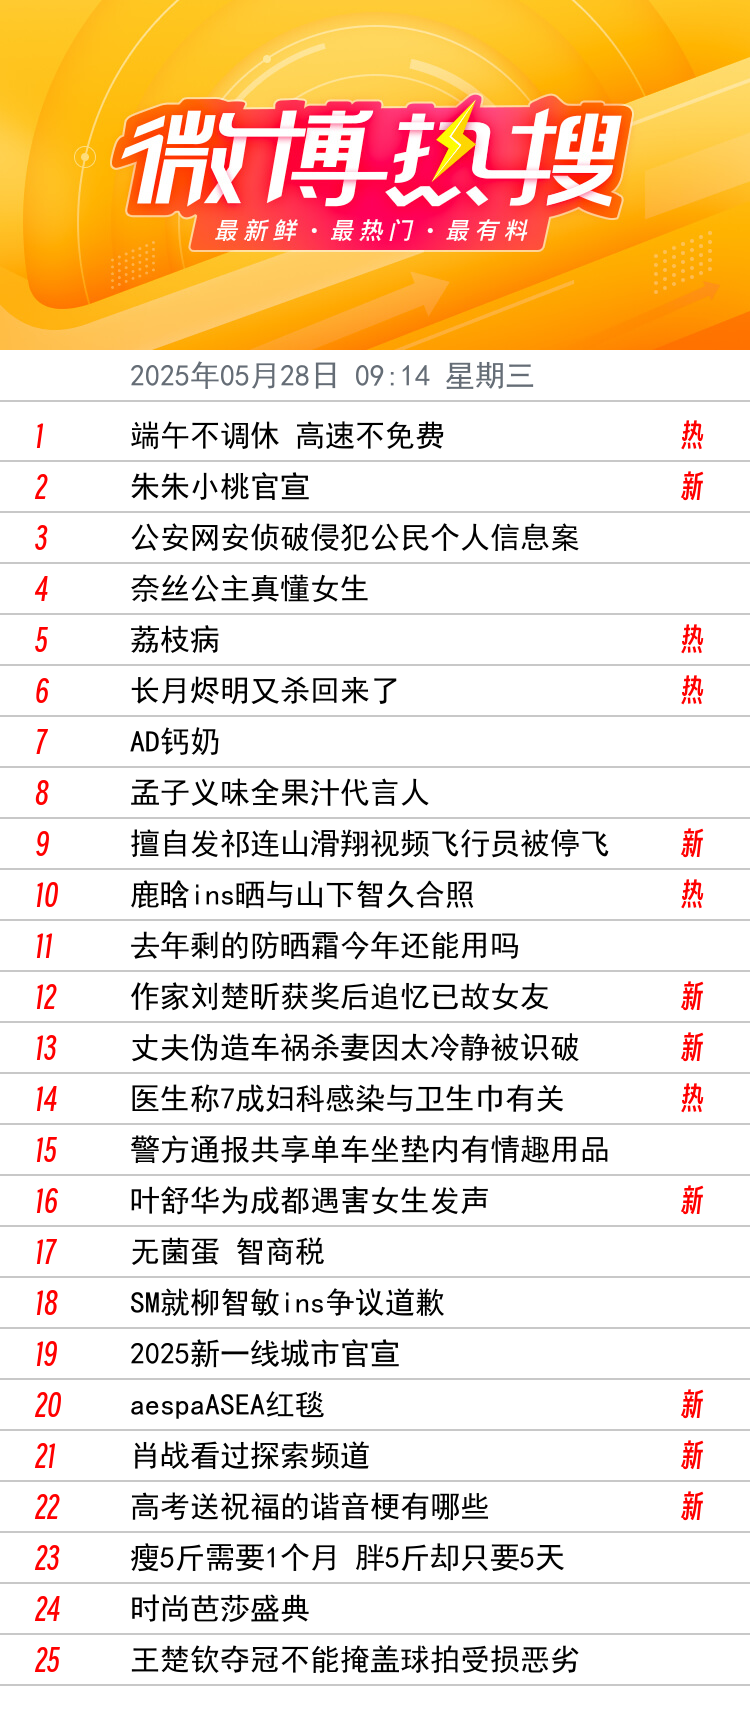 微博热搜
最新鲜·最热门·最有料
2025年05月28日 09:14 星期三
1 端午不调休 高速不免费 热
2 朱朱小桃官宣 新
3 公安网安侦破侵犯公民个人信息案
4 奈丝公主真懂女生
5 荔枝病 热
6 长月烬明又杀回来了 热
7 AD钙奶
8 孟子义味全果汁代言人
9 擅自发祁连山滑翔视频飞行员被停飞 新
10 鹿晗ins晒与山下智久合照 热
11 去年剩的防晒霜今年还能用吗
12 作家刘楚昕获奖后追忆已故女友 新
13 丈夫伪造车祸杀妻因太冷静被识破 新
14 医生称7成妇科感染与卫生巾有关 热
15 警方通报共享单车坐垫内有情趣用品
16 叶舒华为成都遇害女生发声 新
17 无菌蛋 智商税
18 SM就柳智敏ins争议道歉
19 2025新一线城市官宣
20 aespaASEA红毯 新
21 肖战看过探索频道 新
22 高考送祝福的谐音梗有哪些 新
23 瘦5斤需要1个月 胖5斤却只要5天
24 时尚芭莎盛典
25 王楚钦夺冠不能掩盖球拍受损恶劣